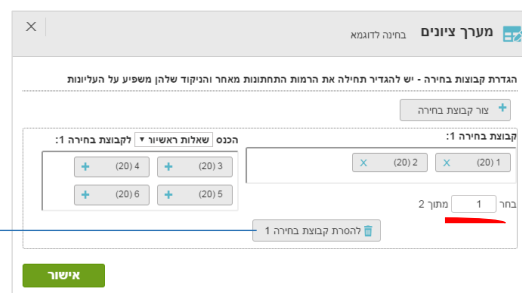 מערך ציונים בחינה לדוגמא
הגדרת קבוצות בחירה - יש להגדיר תחילה את הרמות התחתונות מאחר והניקוד שלהן משפיע על העליונות
צור קבוצת בחירה
קבוצת בחירה 1:
1 (20)
2 (20)
בחר 1 מתוך 2
הכנס שאלות ראשיור לקבוצת בחירה 1:
3 (20)
4 (20)
5 (20)
6 (20)
להסרת קבוצת בחירה 1
אישור